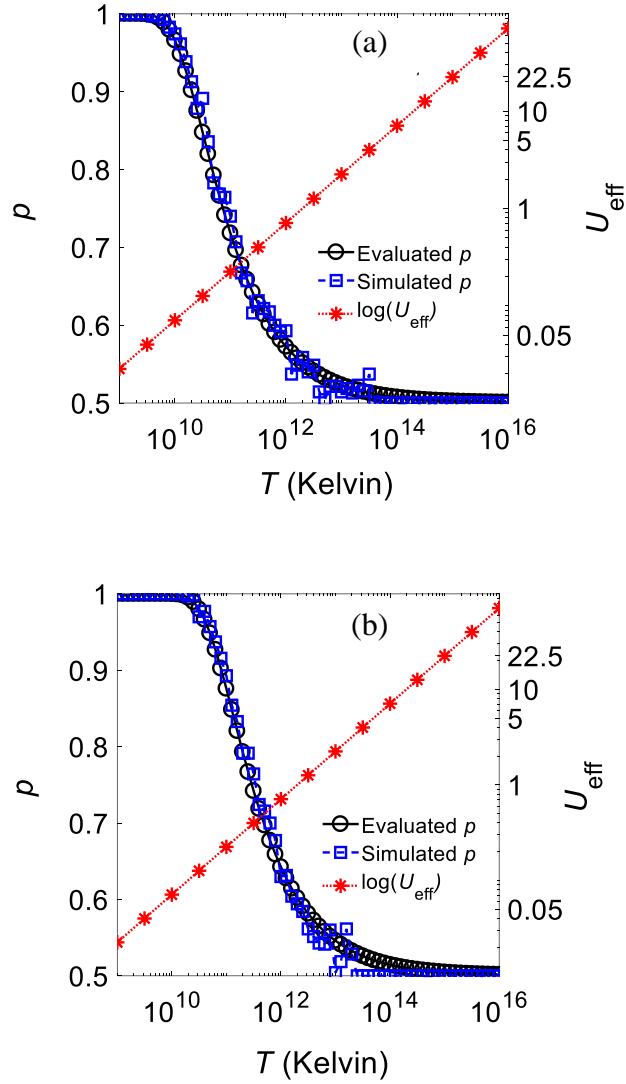 1
(a)
0.9
22.5
10
5
0.8
p
1
U_eff
0.7
Evaluated p
Simulated p
log(U_eff)
0.6
0.05
0.5
10^10
10^12
10^14
10^16
T (Kelvin)
1
(b)
0.9
22.5
10
5
0.8
p
1
U_eff
0.7
Evaluated p
Simulated p
log(U_eff)
0.6
0.05
0.5
10^10
10^12
10^14
10^16
T (Kelvin)